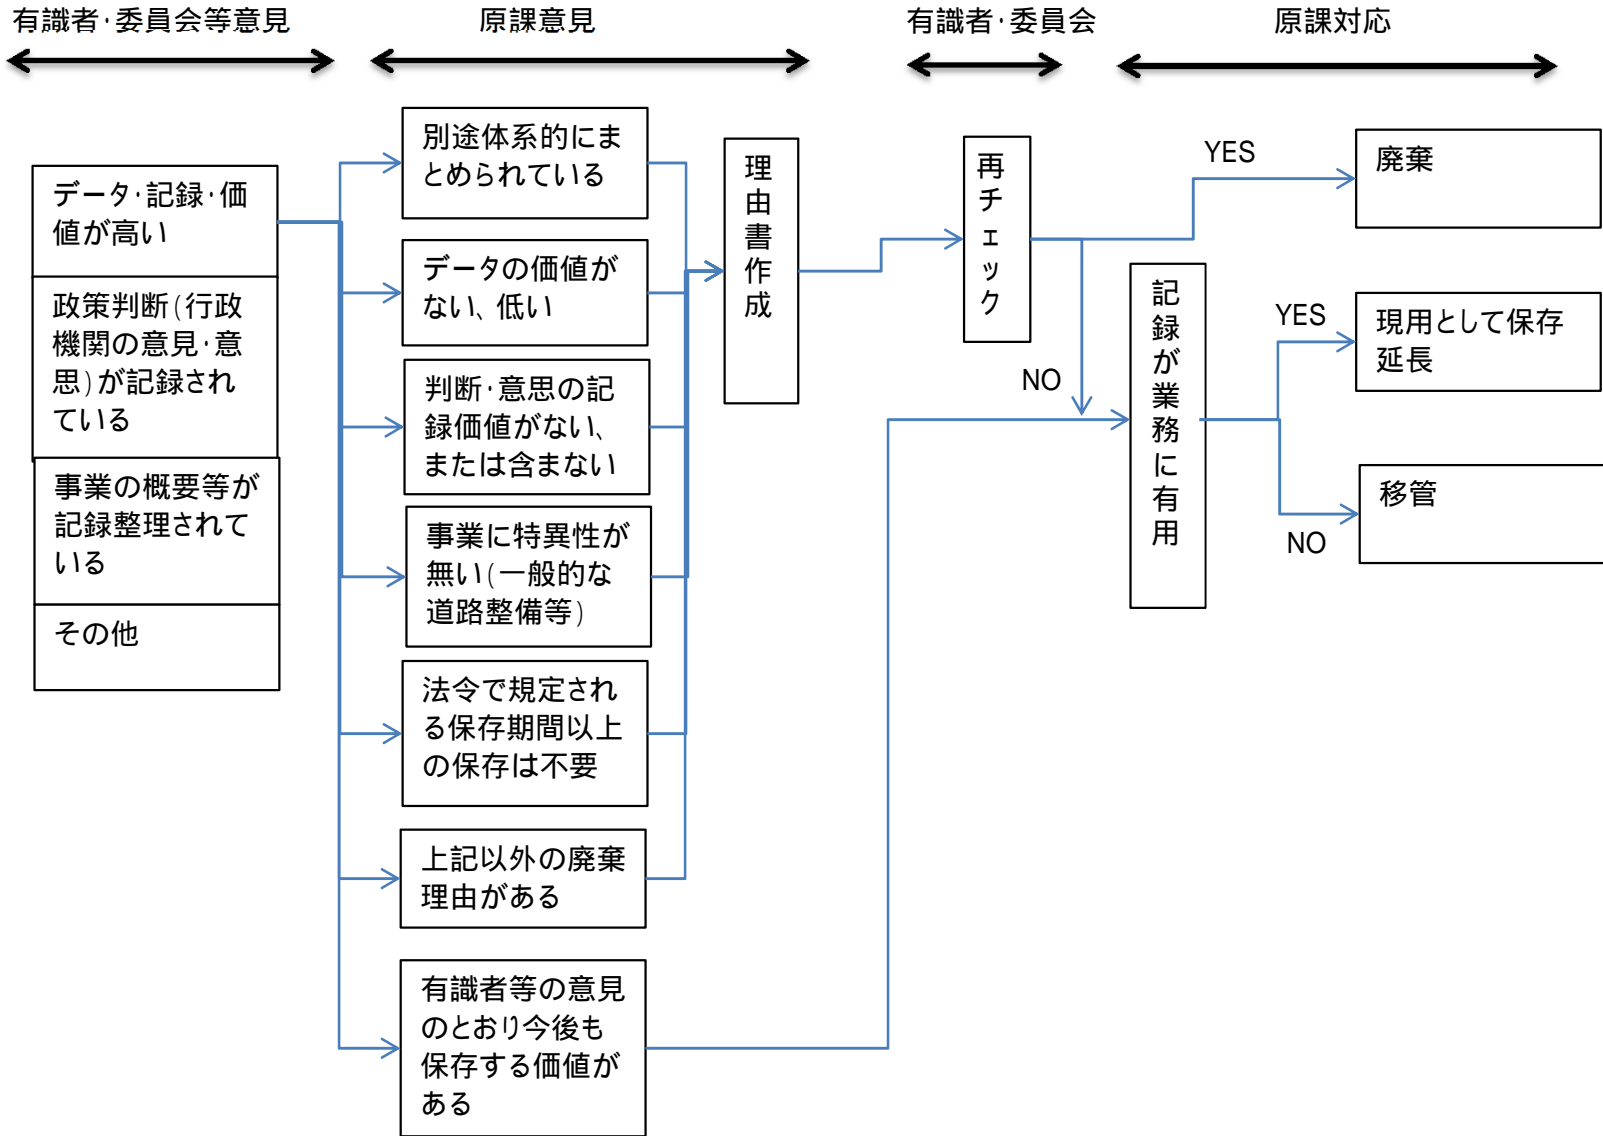 有識者・委員会等意見
原課意見
有識者・委員会
原課対応
データ・記録・価
値が高い
政策判断(行政
機関の意見・意
思)が記録され
ている
事業の概要等が
記録整理されて
いる
その他
別途体系的にま
とめられている
データの価値が
ない、低い
判断・意思の記
録価値がない、
または含まない
事業に特異性が
無い(一般的な
道路整備等)
法令で規定され
る保存期間以上
の保存は不要
上記以外の廃棄
理由がある
有識者等の意見
のとおり今後も
保存する価値が
ある
理由書作成
再チェック
YES
NO
廃棄
記録が業務に有用
YES
NO
現用として保存
延長
移管